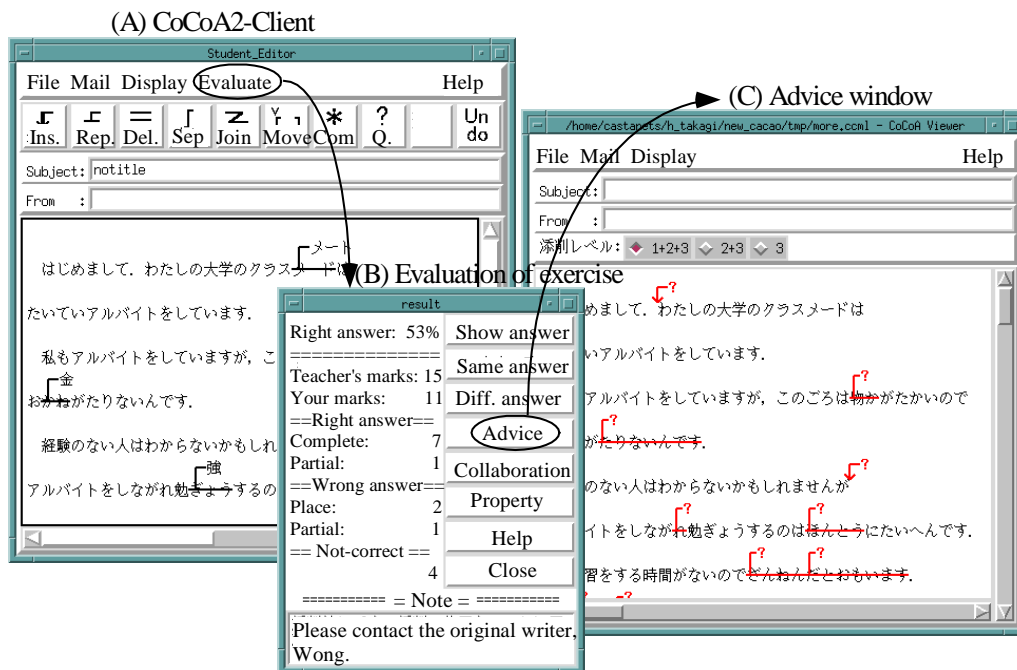 (A) CoCoA2-Client
Student_Editor
File Mail Display Evaluate Help
Ins. Rep. Del. Sep Join Move Com Q. Undo
Subject: notitle
From :
メート
はじめまして．わたしの大学のクラスメードは
たいていアルバイトをしています．
私もアルバイトをしていますが，こ
金
おかねがたりないんです．
経験のない人はわからないかもしれ
強
アルバイトをしながれ勉ぎょうするの
(B) Evaluation of exercise
result
Right answer: 53%
==============
Teacher's marks: 15
Your marks: 11
==Right answer==
Complete: 7
Partial: 1
==Wrong answer==
Place: 2
Partial: 1
== Not-correct ==
4
Show answer
Same answer
Diff. answer
Advice
Collaboration
Property
Help
Close
=========== = Note = ===========
Please contact the original writer,
Wong.
(C) Advice window
/home/castapets/h_takagi/new_cacao/tmp/more.ccml - CoCoA Viewer
File Mail Display Help
Subject:
From :
添削レベル: 1+2+3 2+3 3
?
めまして．わたしの大学のクラスメードは
いアルバイトをしています．
?
アルバイトをしていますが，このごろは物かがたかいので
?
がたりないんです．
?
のない人はわからないかもしれませんが
? ?
イトをしながれ勉ぎょうするのはほんとうにたいへんです．
? ?
習をする時間がないのでざんねんだとおもいます．
? ?